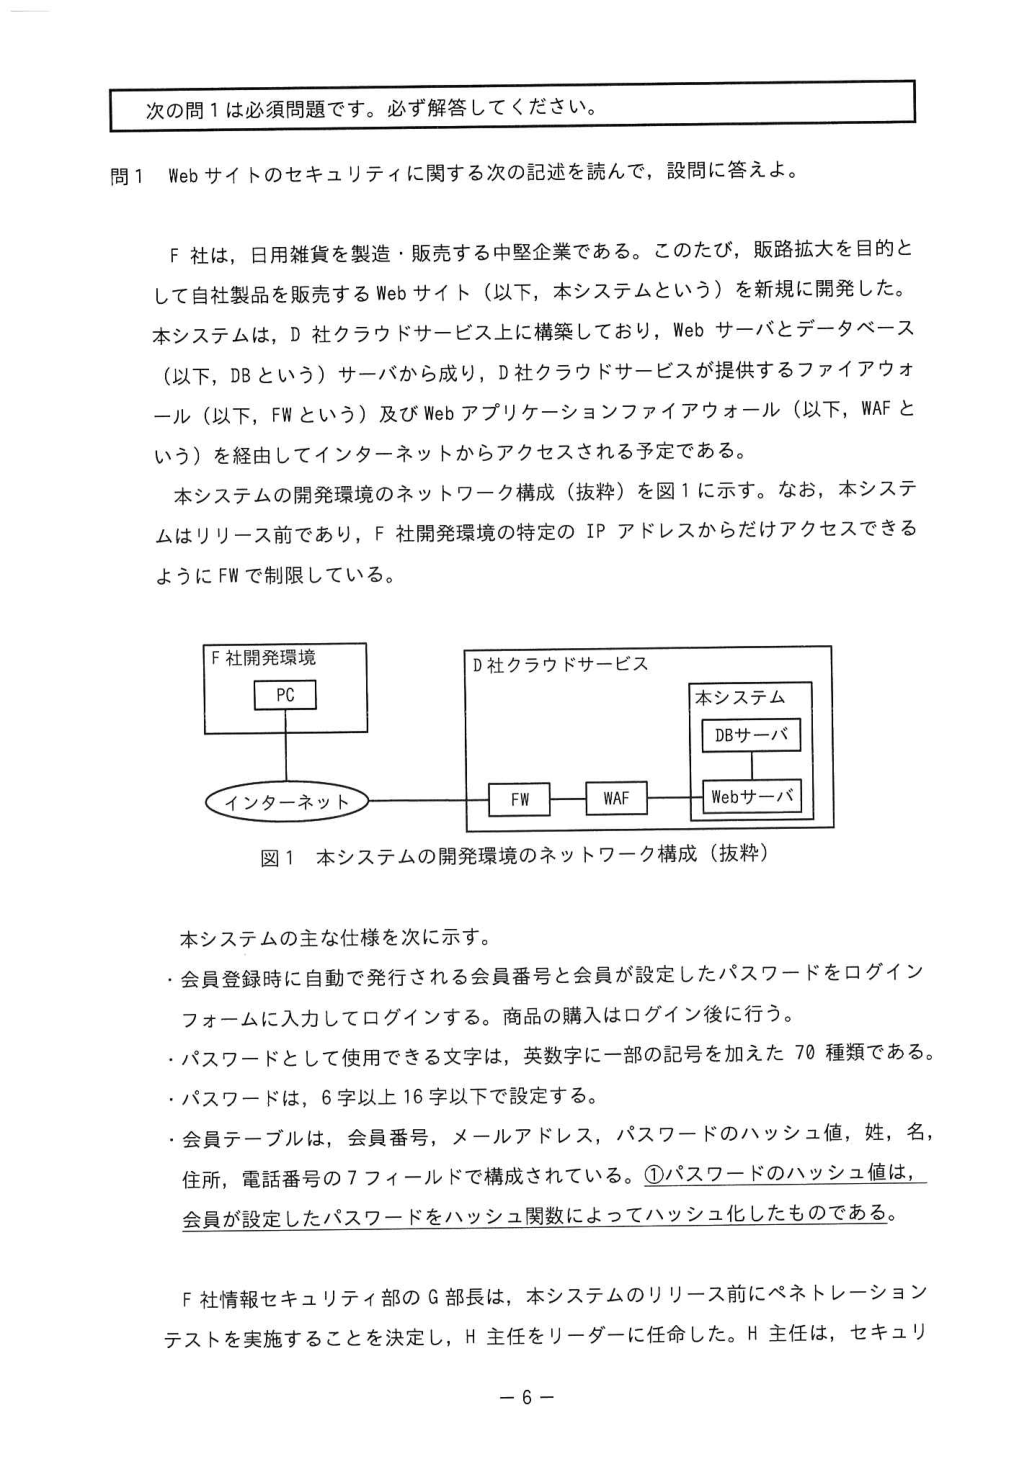 次の問1は必須問題です。必ず解答してください。
問1 Webサイトのセキュリティに関する次の記述を読んで，設問に答えよ。
F 社は，日用雑貨を製造・販売する中堅企業である。このたび，販路拡大を目的と
して自社製品を販売する Web サイト（以下，本システムという）を新規に開発した。
本システムは，D 社クラウドサービス上に構築しており，Web サーバとデータベース
（以下，DB という）サーバから成り，D 社クラウドサービスが提供するファイアウォ
ール（以下，FW という）及び Web アプリケーションファイアウォール（以下，WAF と
いう）を経由してインターネットからアクセスされる予定である。
本システムの開発環境のネットワーク構成（抜粋）を図1に示す。なお，本システ
ムはリリース前であり，F 社開発環境の特定の IP アドレスからだけアクセスできる
ように FW で制限している。
F 社開発環境
PC
インターネット
D 社クラウドサービス
FW
WAF
本システム
DBサーバ
Webサーバ
図1 本システムの開発環境のネットワーク構成（抜粋）
本システムの主な仕様を次に示す。
・会員登録時に自動で発行される会員番号と会員が設定したパスワードをログイン
フォームに入力してログインする。商品の購入はログイン後に行う。
・パスワードとして使用できる文字は，英数字に一部の記号を加えた 70 種類である。
・パスワードは，6 字以上 16 字以下で設定する。
・会員テーブルは，会員番号，メールアドレス，パスワードのハッシュ値，姓，名，
住所，電話番号の 7 フィールドで構成されている。①パスワードのハッシュ値は，
会員が設定したパスワードをハッシュ関数によってハッシュ化したものである。
F 社情報セキュリティ部の G 部長は，本システムのリリース前にペネトレーション
テストを実施することを決定し，H 主任をリーダーに任命した。H 主任は，セキュリ
－ 6 －